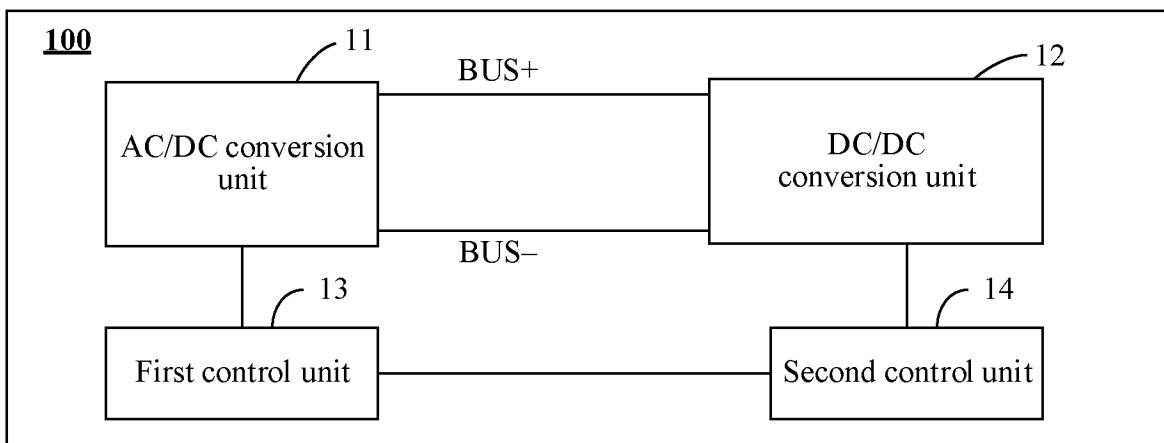 100
11
12
BUS+
AC/DC conversion
unit
DC/DC
conversion unit
BUS–
13
14
First control unit
Second control unit